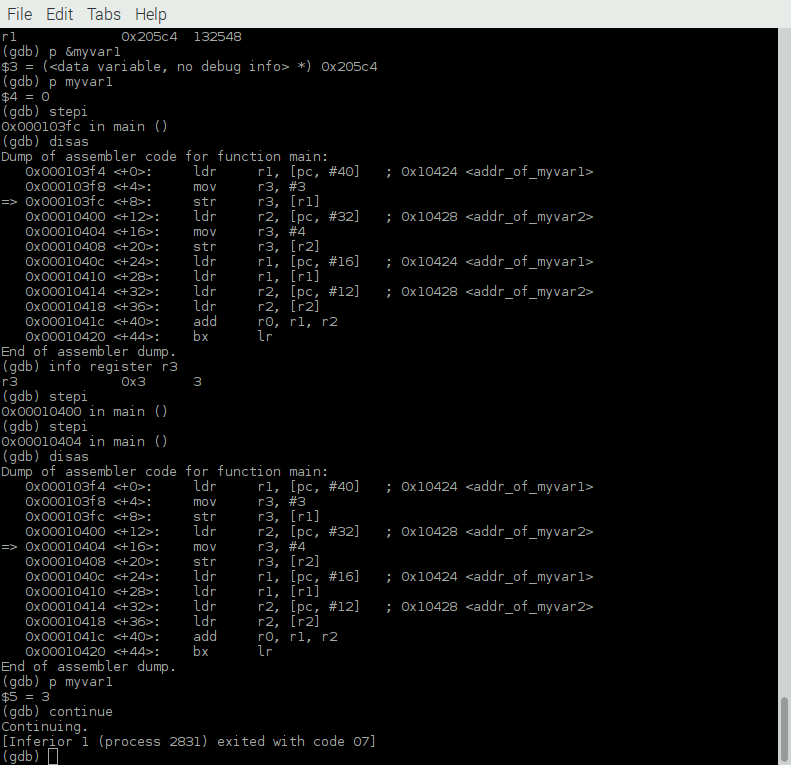 File Edit Tabs Help
r1             0x205c4  132548
(gdb) p &myvar1
$3 = (<data variable, no debug info> *) 0x205c4
(gdb) p myvar1
$4 = 0
(gdb) stepi
0x000103fc in main ()
(gdb) disas
Dump of assembler code for function main:
   0x000103f4 <+0>:     ldr     r1, [pc, #40]   ; 0x10424 <addr_of_myvar1>
   0x000103f8 <+4>:     mov     r3, #3
=> 0x000103fc <+8>:     str     r3, [r1]
   0x00010400 <+12>:    ldr     r2, [pc, #32]   ; 0x10428 <addr_of_myvar2>
   0x00010404 <+16>:    mov     r3, #4
   0x00010408 <+20>:    str     r3, [r2]
   0x0001040c <+24>:    ldr     r1, [pc, #16]   ; 0x10424 <addr_of_myvar1>
   0x00010410 <+28>:    ldr     r1, [r1]
   0x00010414 <+32>:    ldr     r2, [pc, #12]   ; 0x10428 <addr_of_myvar2>
   0x00010418 <+36>:    ldr     r2, [r2]
   0x0001041c <+40>:    add     r0, r1, r2
   0x00010420 <+44>:    bx      lr
End of assembler dump.
(gdb) info register r3
r3             0x3      3
(gdb) stepi
0x00010400 in main ()
(gdb) stepi
0x00010404 in main ()
(gdb) disas
Dump of assembler code for function main:
   0x000103f4 <+0>:     ldr     r1, [pc, #40]   ; 0x10424 <addr_of_myvar1>
   0x000103f8 <+4>:     mov     r3, #3
   0x000103fc <+8>:     str     r3, [r1]
   0x00010400 <+12>:    ldr     r2, [pc, #32]   ; 0x10428 <addr_of_myvar2>
=> 0x00010404 <+16>:    mov     r3, #4
   0x00010408 <+20>:    str     r3, [r2]
   0x0001040c <+24>:    ldr     r1, [pc, #16]   ; 0x10424 <addr_of_myvar1>
   0x00010410 <+28>:    ldr     r1, [r1]
   0x00010414 <+32>:    ldr     r2, [pc, #12]   ; 0x10428 <addr_of_myvar2>
   0x00010418 <+36>:    ldr     r2, [r2]
   0x0001041c <+40>:    add     r0, r1, r2
   0x00010420 <+44>:    bx      lr
End of assembler dump.
(gdb) p myvar1
$5 = 3
(gdb) continue
Continuing.
[Inferior 1 (process 2831) exited with code 07]
(gdb)